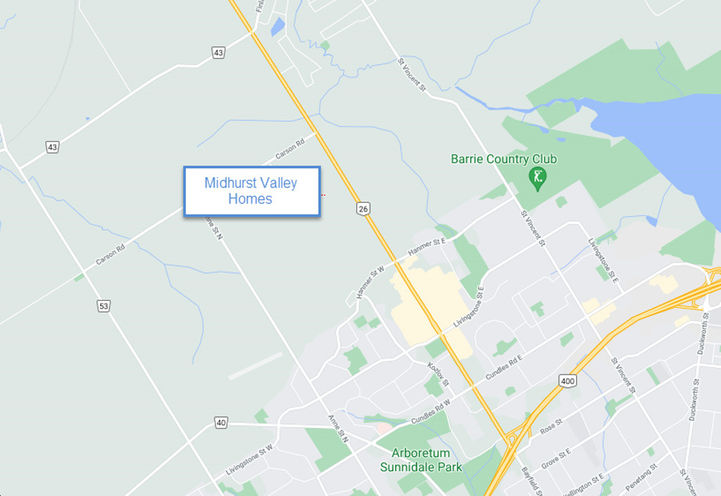 43
St Vincent St
43
Carson Rd
Midhurst Valley
Homes
Barrie Country Club
26
St Vincent St
Hanmer St E
Livingstone St E
Carson Rd
Hanmer St W
53
Livingstone St E
Duckworth St
Cundles Rd E
Kozlov St
400
St Vincent St
Duckworth St
Cundles Rd W
40
Anne St N
Rose St
Arboretum
Sunnidale Park
Grove St E
Livingstone St W
Penetang St